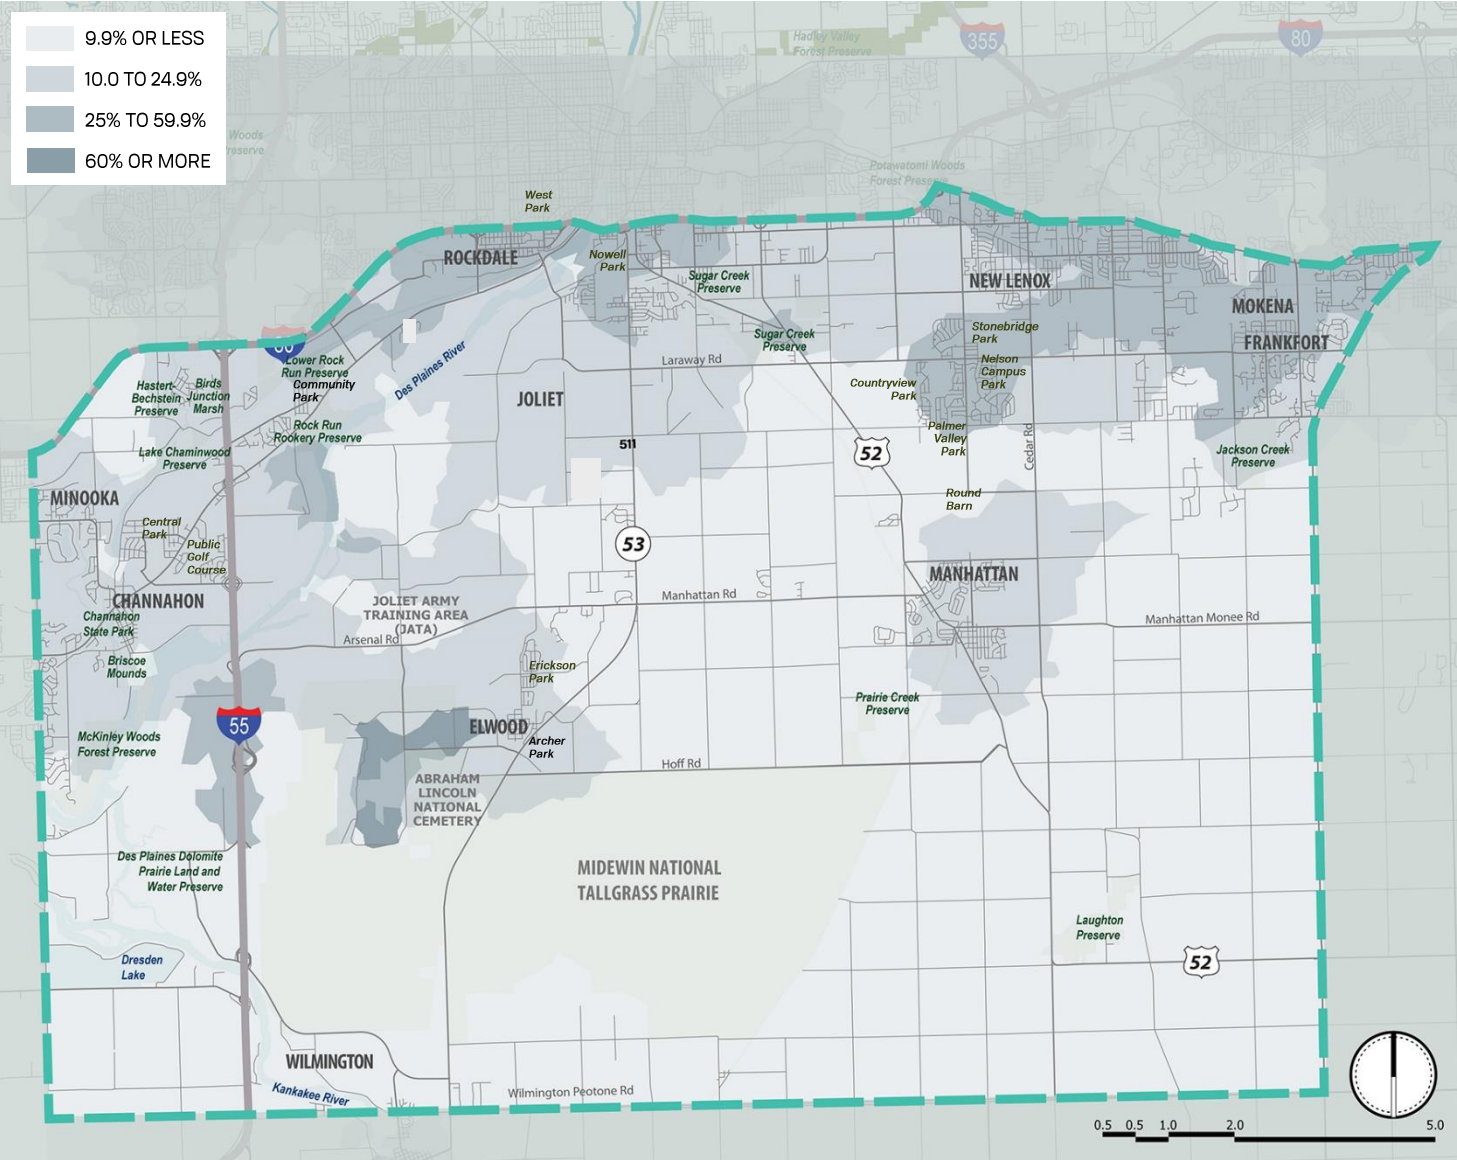 9.9% OR LESS
10.0 TO 24.9%
25% TO 59.9%
60% OR MORE
Hadley Valley
Forest Preserve
355
80
Woods
Preserve
Potawatomi Woods
Forest Preserve
West
Park
ROCKDALE
Nowell
Park
Sugar Creek
Preserve
NEW LENOX
MOKENA
FRANKFORT
Sugar Creek
Preserve
Stonebridge
Park
Nelson
Campus
Park
Laraway Rd
Des Plaines River
80
Lower Rock
Run Preserve
Community
Park
Hastert-
Bechstein
Preserve
Birds
Junction
Marsh
Countryview
Park
JOLIET
Rock Run
Rookery Preserve
Palmer
Valley
Park
Cedar Rd
511
52
Lake Chaminwood
Preserve
Jackson Creek
Preserve
MINOOKA
Round
Barn
Central
Park
Public
Golf
Course
53
MANHATTAN
CHANNAHON
Channahon
State Park
JOLIET ARMY
TRAINING AREA
(JATA)
Arsenal Rd
Manhattan Rd
Manhattan Monee Rd
Briscoe
Mounds
Erickson
Park
Prairie Creek
Preserve
55
McKinley Woods
Forest Preserve
ELWOOD
Archer
Park
Hoff Rd
ABRAHAM
LINCOLN
NATIONAL
CEMETERY
Des Plaines Dolomite
Prairie Land and
Water Preserve
MIDEWIN NATIONAL
TALLGRASS PRAIRIE
Laughton
Preserve
Dresden
Lake
52
WILMINGTON
Kankakee River
Wilmington Peotone Rd
0.5 0.5 1.0 2.0 5.0